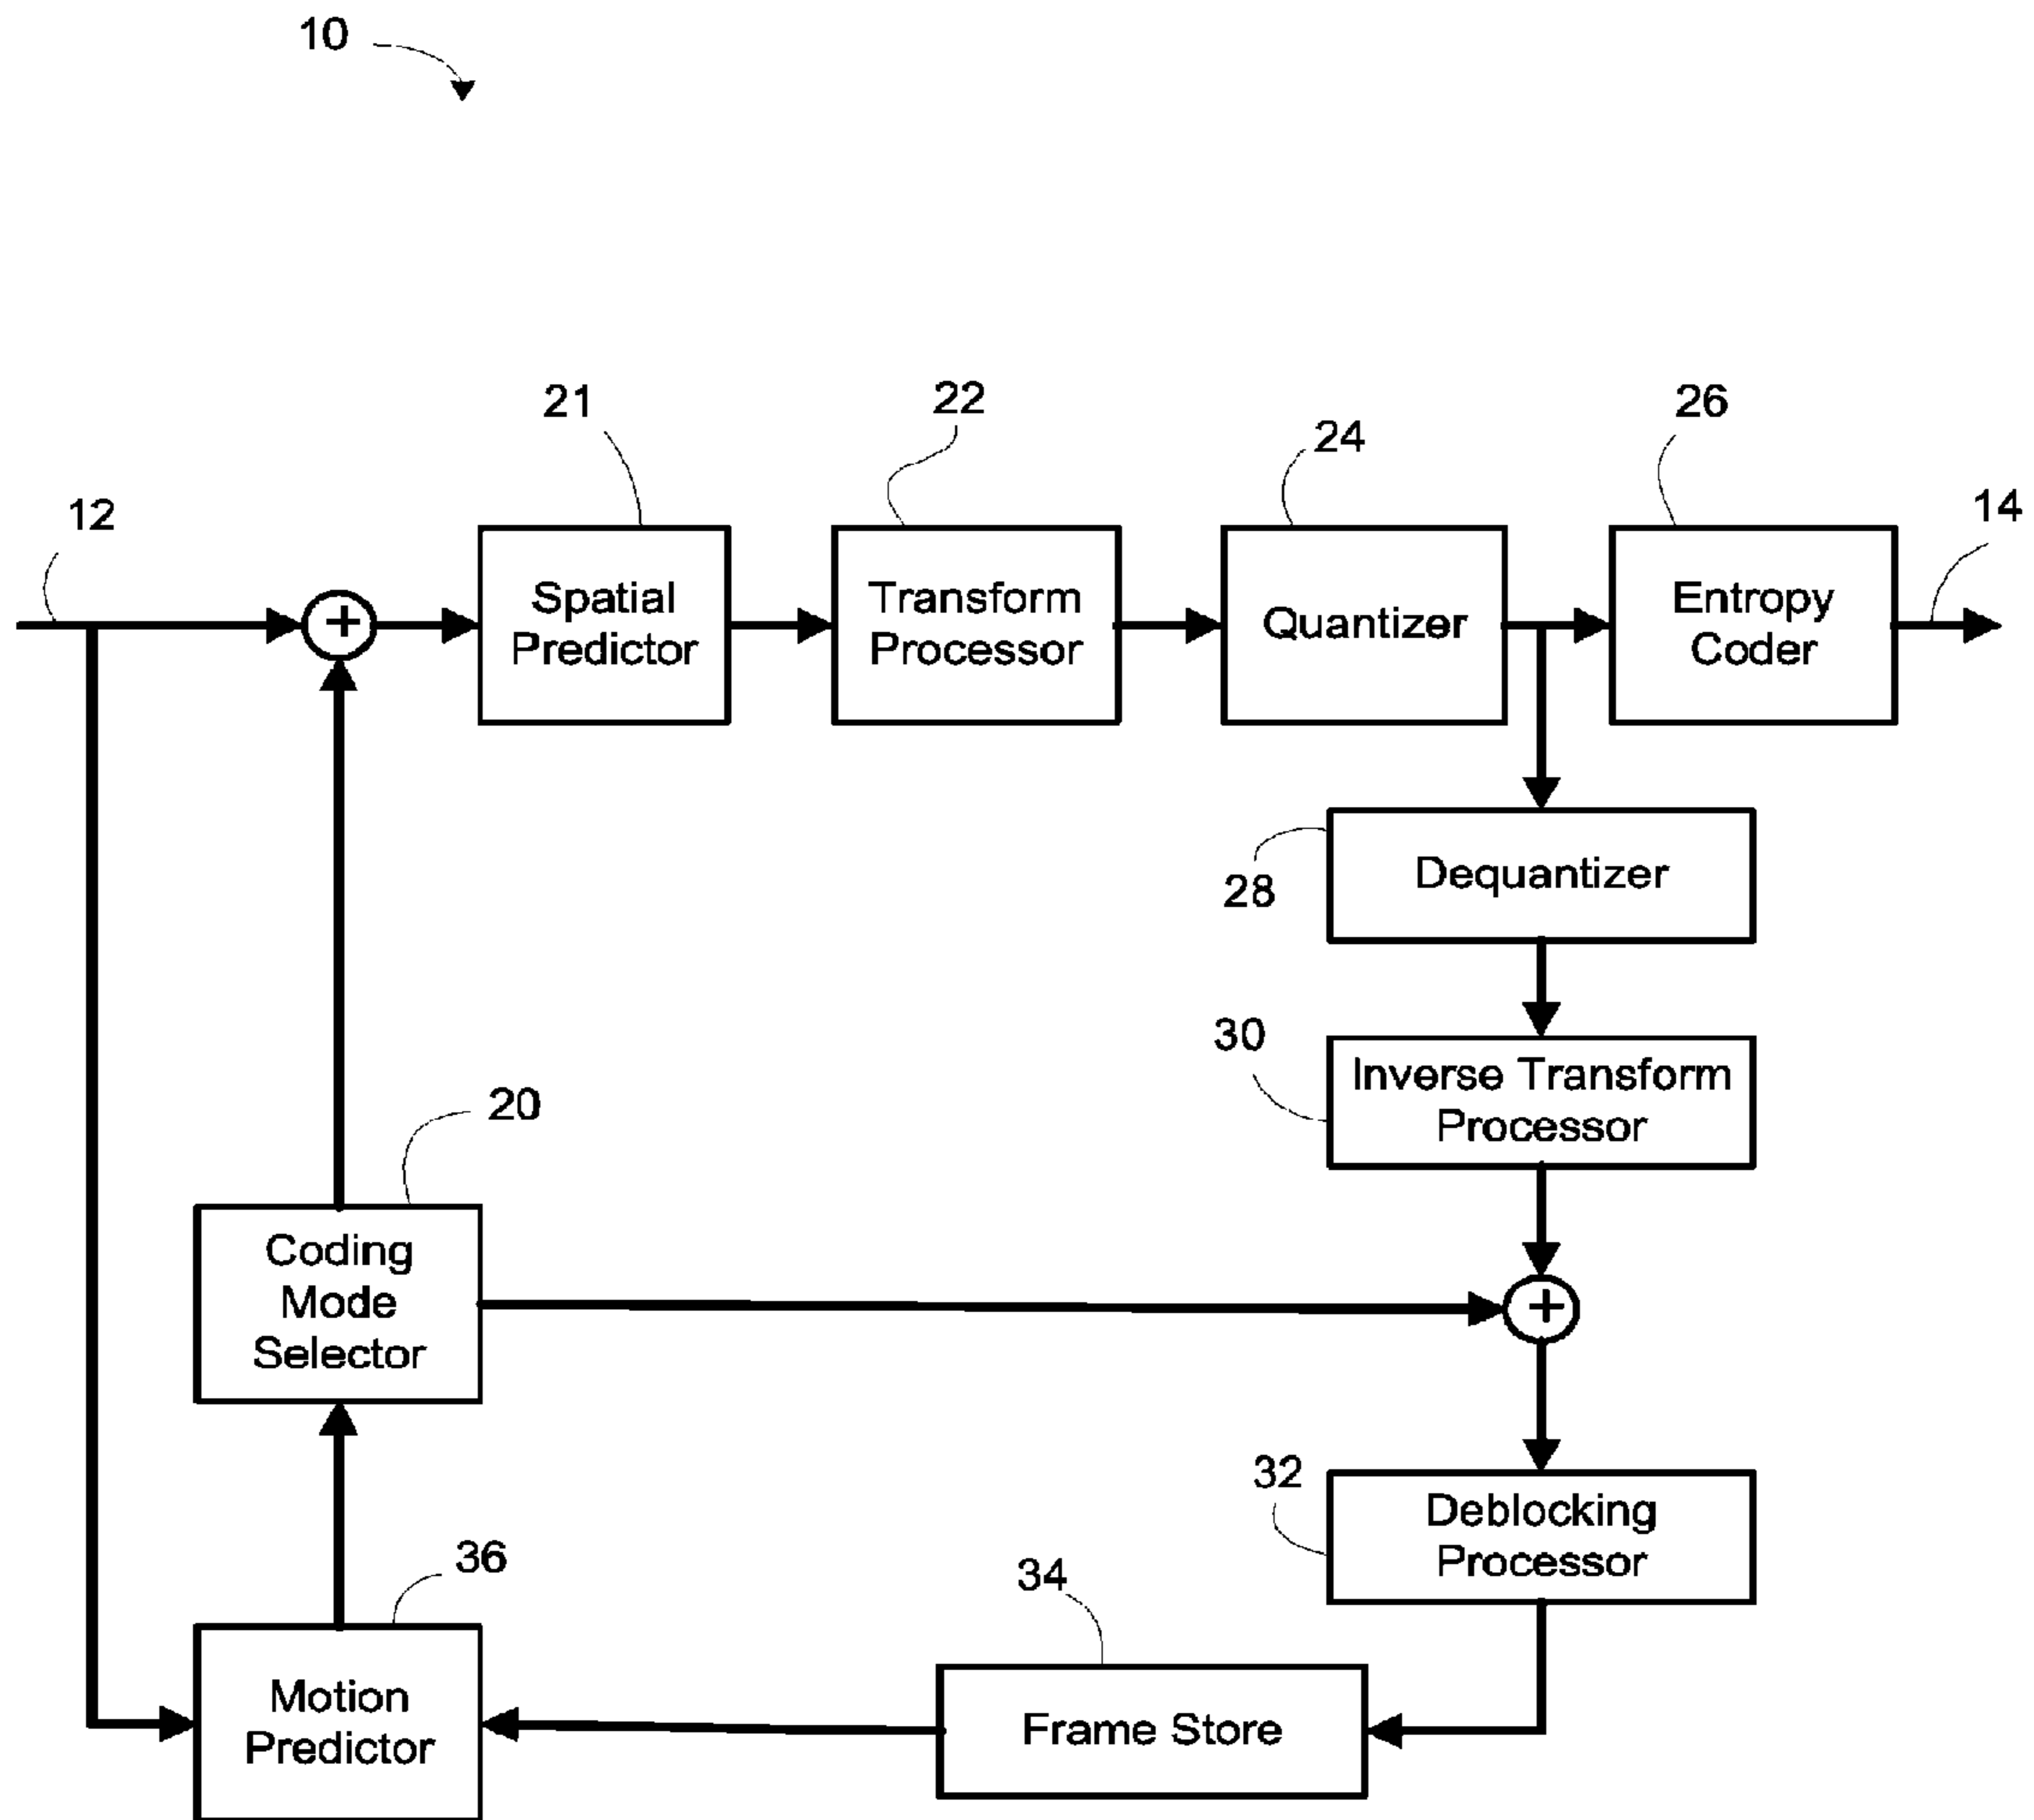 10
21
22
24
26
12
14
Spatial
Predictor
Transform
Processor
Quantizer
Entropy
Coder
+
28
Dequantizer
30
Inverse Transform
Processor
20
Coding
Mode
Selector
+
32
Deblocking
Processor
36
34
Motion
Predictor
Frame Store